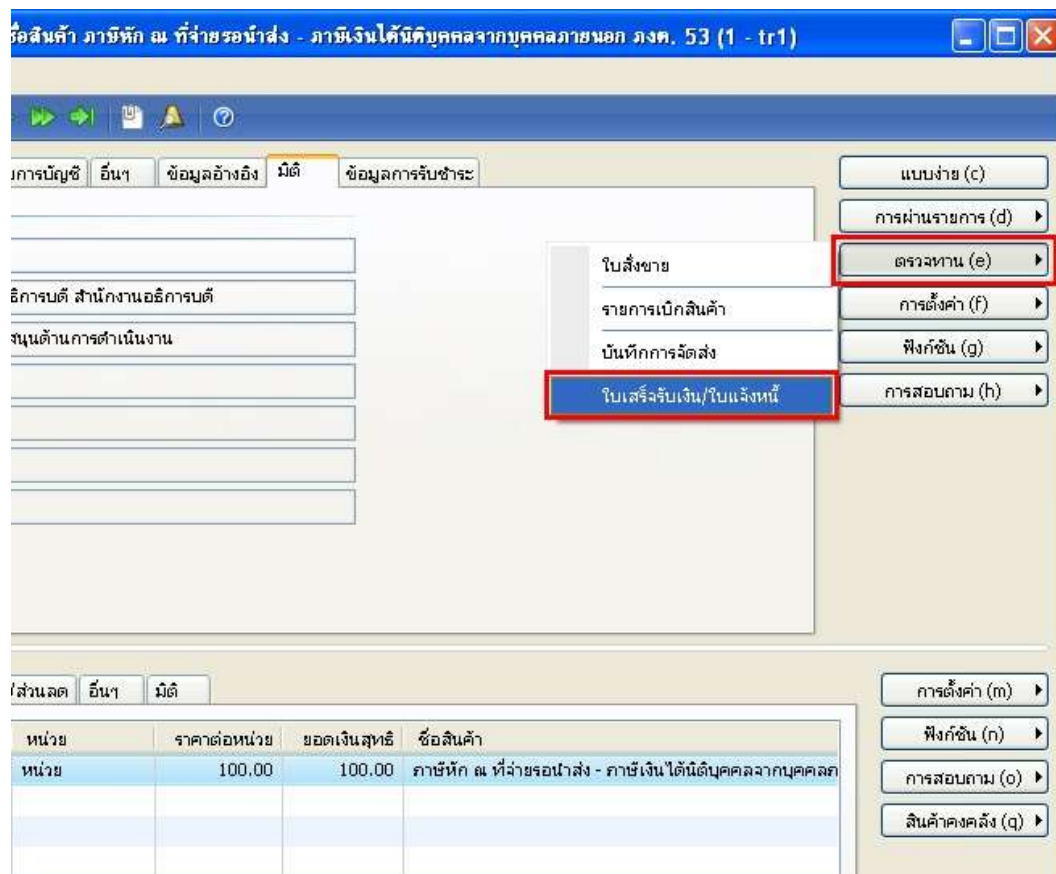 ชื่อสินค้า ภาษีหัก ณ ที่จ่ายรอนำส่ง - ภาษีเงินได้นิติบุคคลจากบุคคลภายนอก ภงด. 53 (1 - tr1)
ยการบัญชี อื่นๆ ข้อมูลอ้างอิง มิติ ข้อมูลการรับชำระ
แบบง่าย (c)
การผ่านรายการ (d)
ใบสั่งขาย
ตรวจทาน (e)
ธิการบดี สำนักงานอธิการบดี
รายการเบิกสินค้า
การตั้งค่า (f)
สนุนด้านการดำเนินงาน
บันทึกการจัดส่ง
ฟังก์ชัน (g)
ใบเสร็จรับเงิน/ใบแจ้งหนี้
การสอบถาม (h)
/ส่วนลด อื่นๆ มิติ
การตั้งค่า (m)
หน่วย ราคาต่อหน่วย ยอดเงินสุทธิ ชื่อสินค้า
ฟังก์ชัน (n)
หน่วย 100.00 100.00 ภาษีหัก ณ ที่จ่ายรอนำส่ง - ภาษีเงินได้นิติบุคคลจากบุคคลภ
การสอบถาม (o)
สินค้าคงคลัง (q)